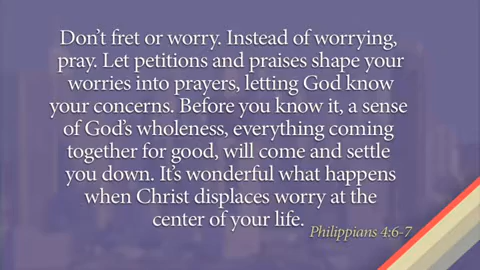 Don't fret or worry. Instead of worrying,
pray. Let petitions and praises shape your
worries into prayers, letting God know
your concerns. Before you know it, a sense
of God's wholeness, everything coming
together for good, will come and settle
you down. It's wonderful what happens
when Christ displaces worry at the
center of your life.
Philippians 4:6-7